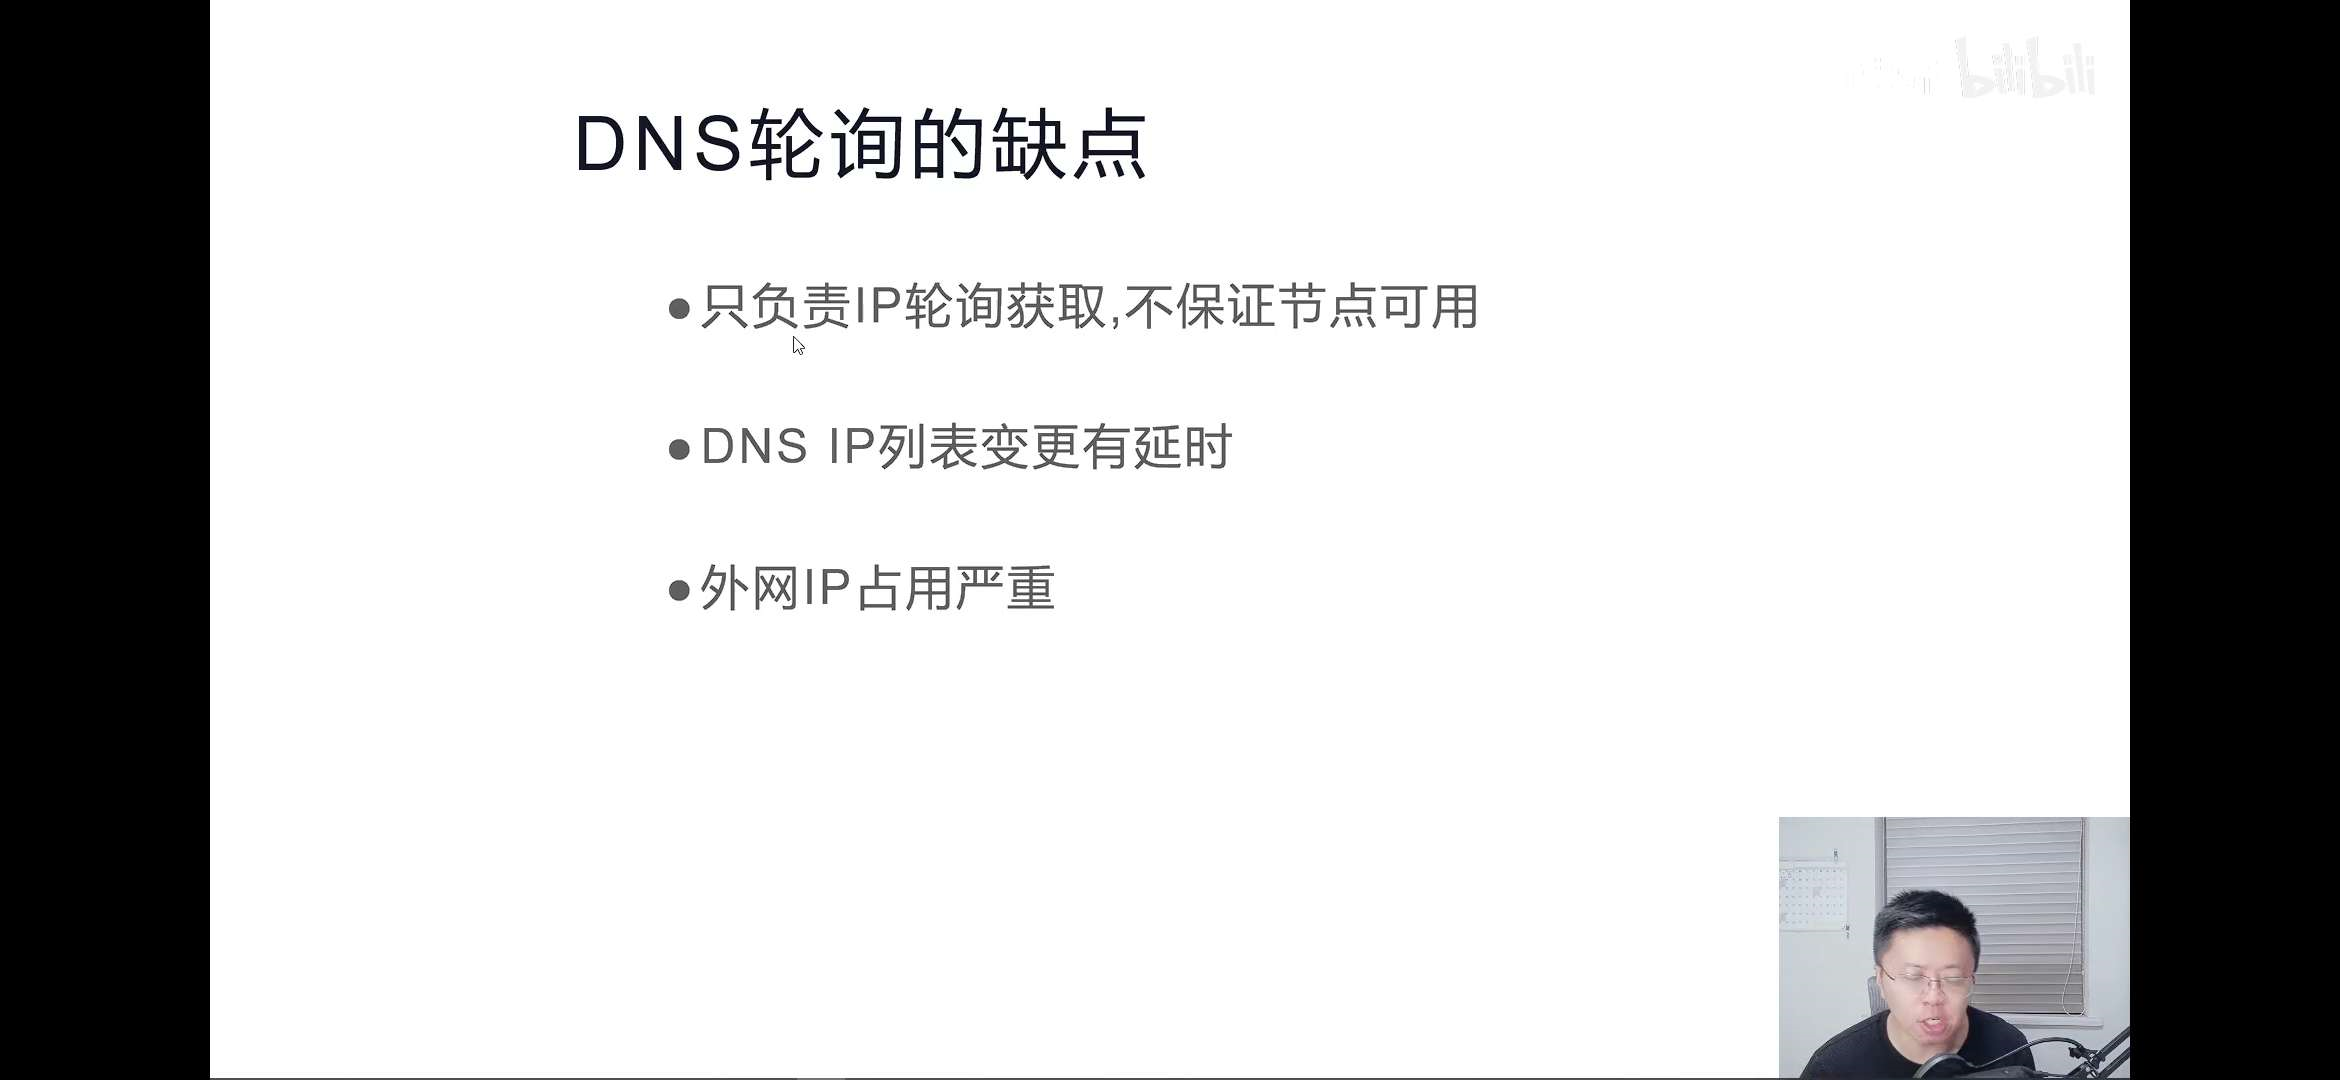 bilibili
DNS轮询的缺点
●只负责IP轮询获取,不保证节点可用
●DNS IP列表变更有延时
●外网IP占用严重